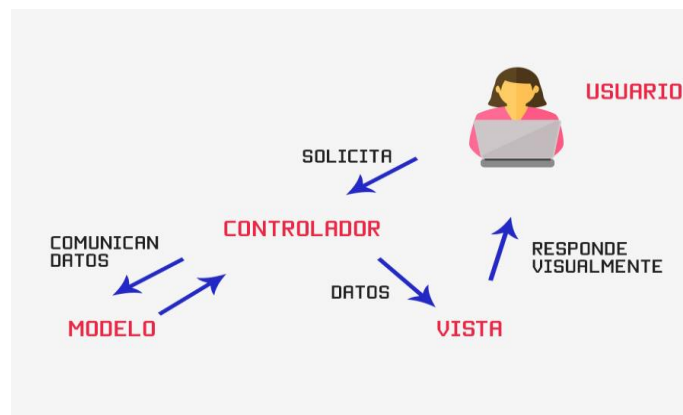 USUARIO
SOLICITA
CONTROLADOR
COMUNICAN
DATOS
RESPONDE
VISUALMENTE
DATOS
MODELO
VISTA